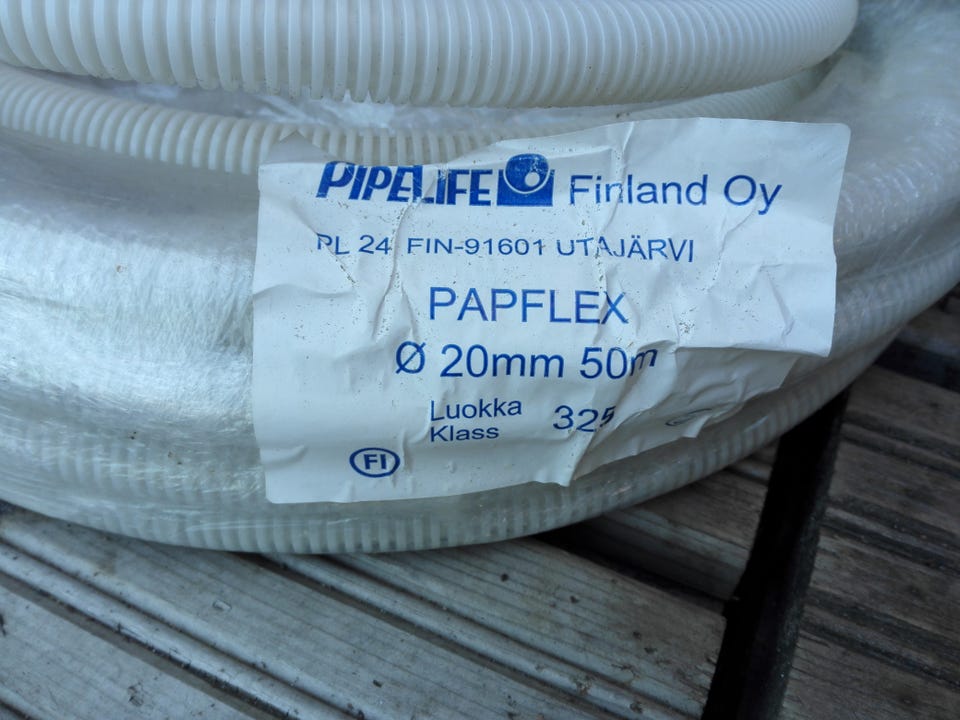 PIPELIFE Finland Oy
PL 24 FIN-91601 UTAJÄRVI
PAPFLEX
Ø 20mm 50m
Luokka
Klass 325
FI